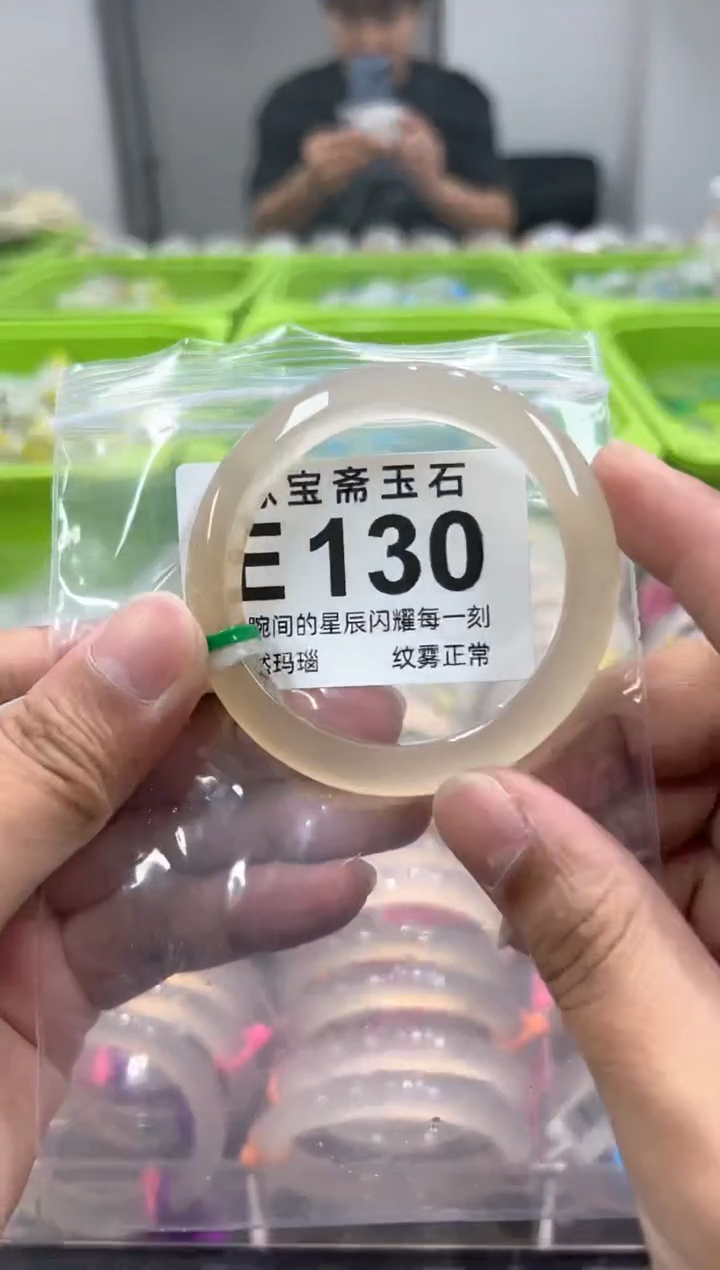 宝斋玉石
E130
腕间的星辰闪耀每一刻
玛瑙 纹雾正常